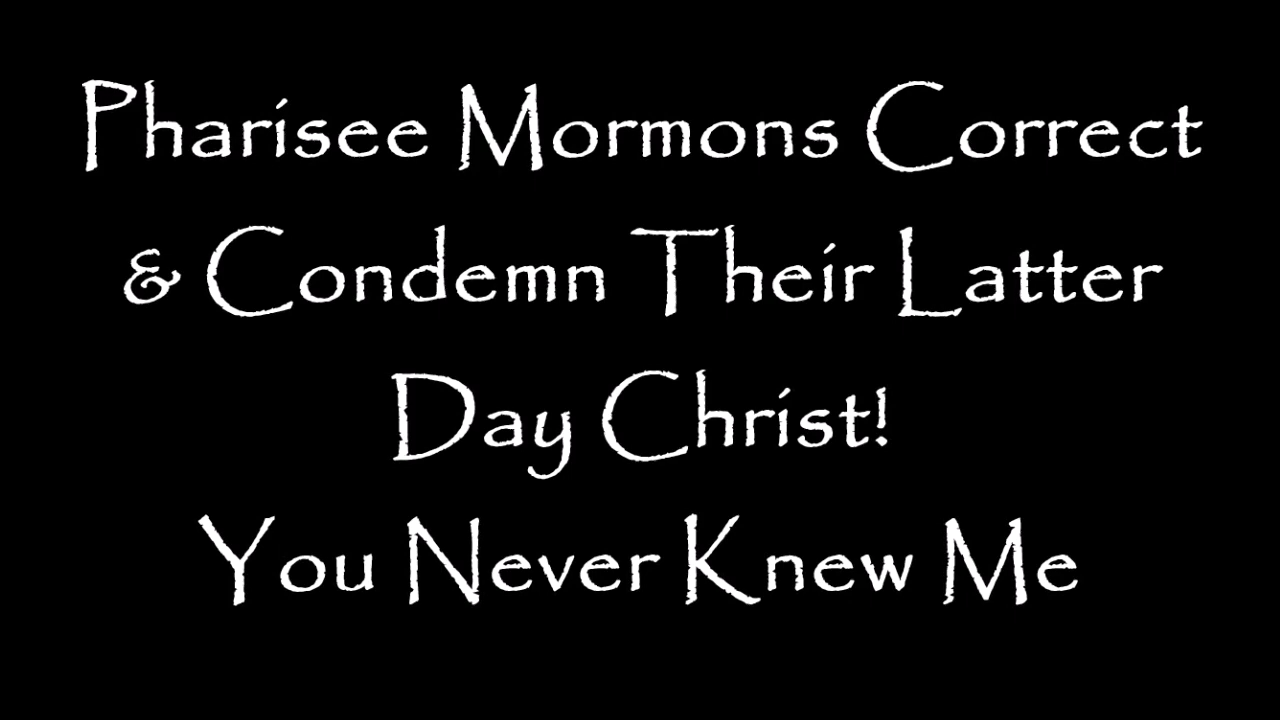 Pharisee Mormons Correct
& Condemn Their Latter
Day Christ!
You Never Knew Me